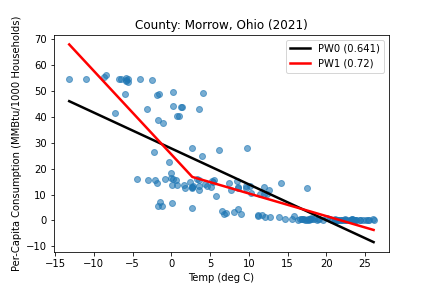 County: Morrow, Ohio (2021)
PW0 (0.641)
PW1 (0.72)
Per-Capita Consumption (MMBtu/1000 Households)
70
60
50
40
30
20
10
0
−10
−15 −10 −5 0 5 10 15 20 25
Temp (deg C)